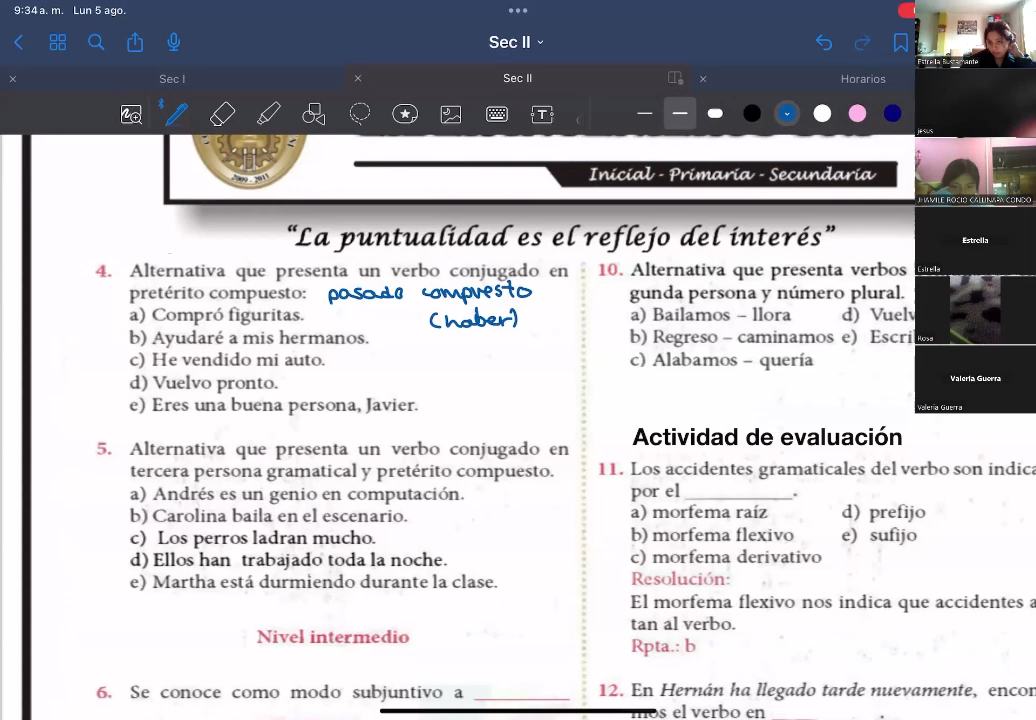 9:34 a. m. Lun 5 ago.
Sec II
Sec I
Sec II
Horarios
Inicial - Primaria - Secundaria
2009 - 2011
“La puntualidad es el reflejo del interés”
4. Alternativa que presenta un verbo conjugado en
pretérito compuesto: pasado compuesto
(haber)
a) Compró figuritas.
b) Ayudaré a mis hermanos.
c) He vendido mi auto.
d) Vuelvo pronto.
e) Eres una buena persona, Javier.
5. Alternativa que presenta un verbo conjugado en
tercera persona gramatical y pretérito compuesto.
a) Andrés es un genio en computación.
b) Carolina baila en el escenario.
c) Los perros ladran mucho.
d) Ellos han trabajado toda la noche.
e) Martha está durmiendo durante la clase.
Nivel intermedio
6. Se conoce como modo subjuntivo a ________
10. Alternativa que presenta verbos
gunda persona y número plural.
a) Bailamos – llora d) Vuelv
b) Regreso – caminamos e) Escri
c) Alabamos – quería
Actividad de evaluación
11. Los accidentes gramaticales del verbo son indica
por el __________.
a) morfema raíz d) prefijo
b) morfema flexivo e) sufijo
c) morfema derivativo
Resolución:
El morfema flexivo nos indica que accidentes a
tan al verbo.
Rpta.: b
12. En Hernán ha llegado tarde nuevamente, encon
mos el verbo en __________.
Estrella Bustamante
jesus
JHAMILE ROCIO CALLINAPA CONDO
Estrella
Estrella
Rosa
Valeria Guerra
Valeria Guerra